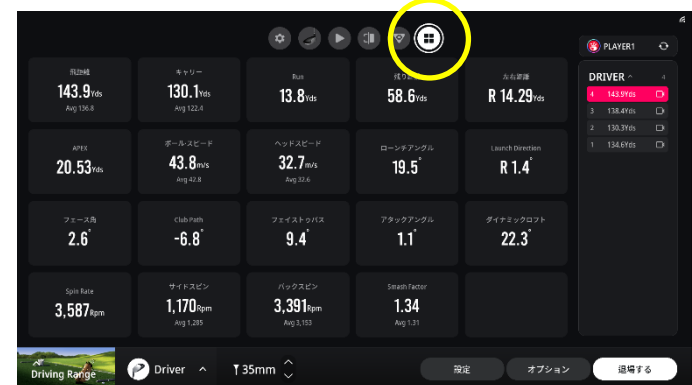 PLAYER1
飛距離
143.9Yds
Avg 136.8
キャリー
130.1Yds
Avg 122.4
Run
13.8Yds
58.6Yds
左右距離
R 14.29Yds
DRIVER 4
4 143.9Yds
3 138.4Yds
2 130.3Yds
1 134.6Yds
APEX
20.53Yds
ボールスピード
43.8m/s
Avg 42.8
ヘッドスピード
32.7m/s
Avg 32.6
ローンチアングル
19.5°
Launch Direction
R 1.4°
フェース角
2.6°
Club Path
-6.8°
フェイストゥパス
9.4°
アタックアングル
1.1°
ダイナミックロフト
22.3°
Spin Rate
3,587Rpm
サイドスピン
1,170Rpm
Avg 1,285
バックスピン
3,391Rpm
Avg 3,153
Smash Factor
1.34
Avg 1.31
Driving Range
Driver
35mm
設定
オプション
退場する